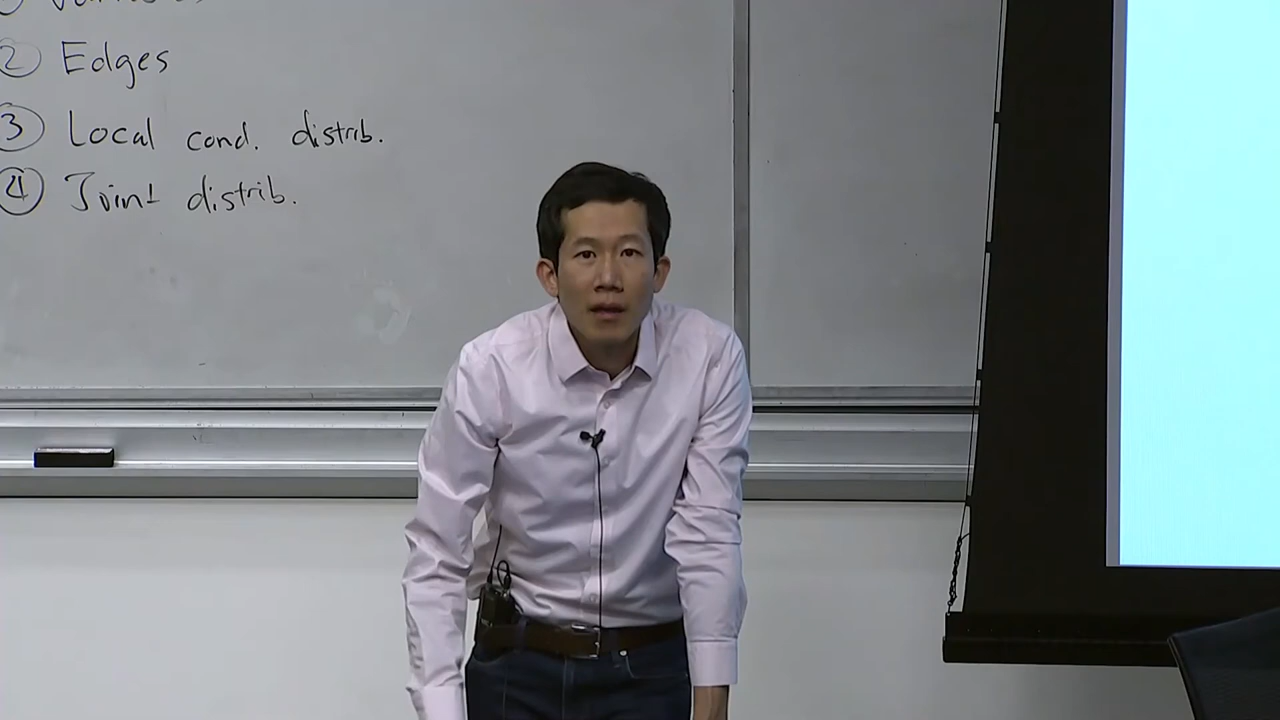 ② Edges
③ Local cond. distrib.
④ Joint distrib.